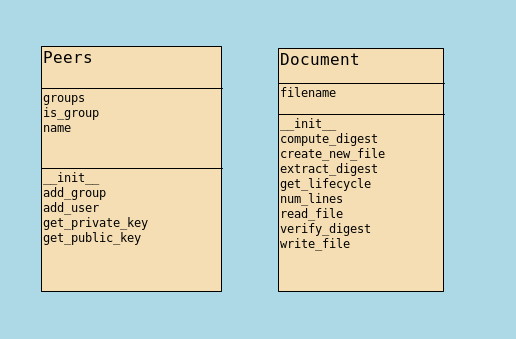 Peers
groups
is_group
name
__init__
add_group
add_user
get_private_key
get_public_key
Document
filename
__init__
compute_digest
create_new_file
extract_digest
get_lifecycle
num_lines
read_file
verify_digest
write_file